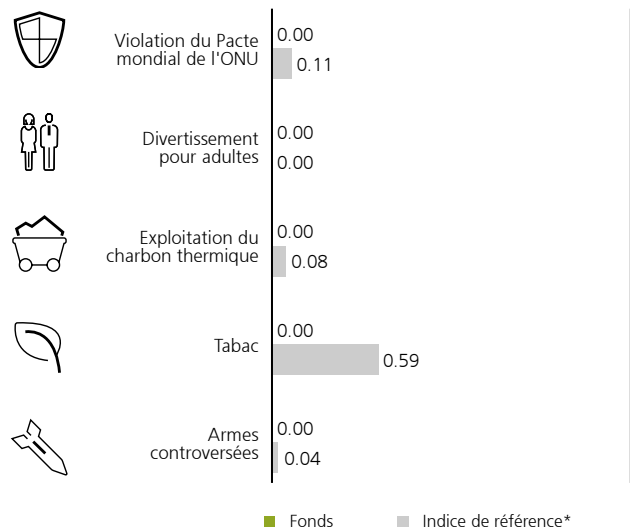 Violation du Pacte
mondial de l'ONU
0.00
0.11
Divertissement
pour adultes
0.00
0.00
Exploitation du
charbon thermique
0.00
0.08
Tabac
0.00
0.59
Armes
controversées
0.00
0.04
Fonds
Indice de référence*